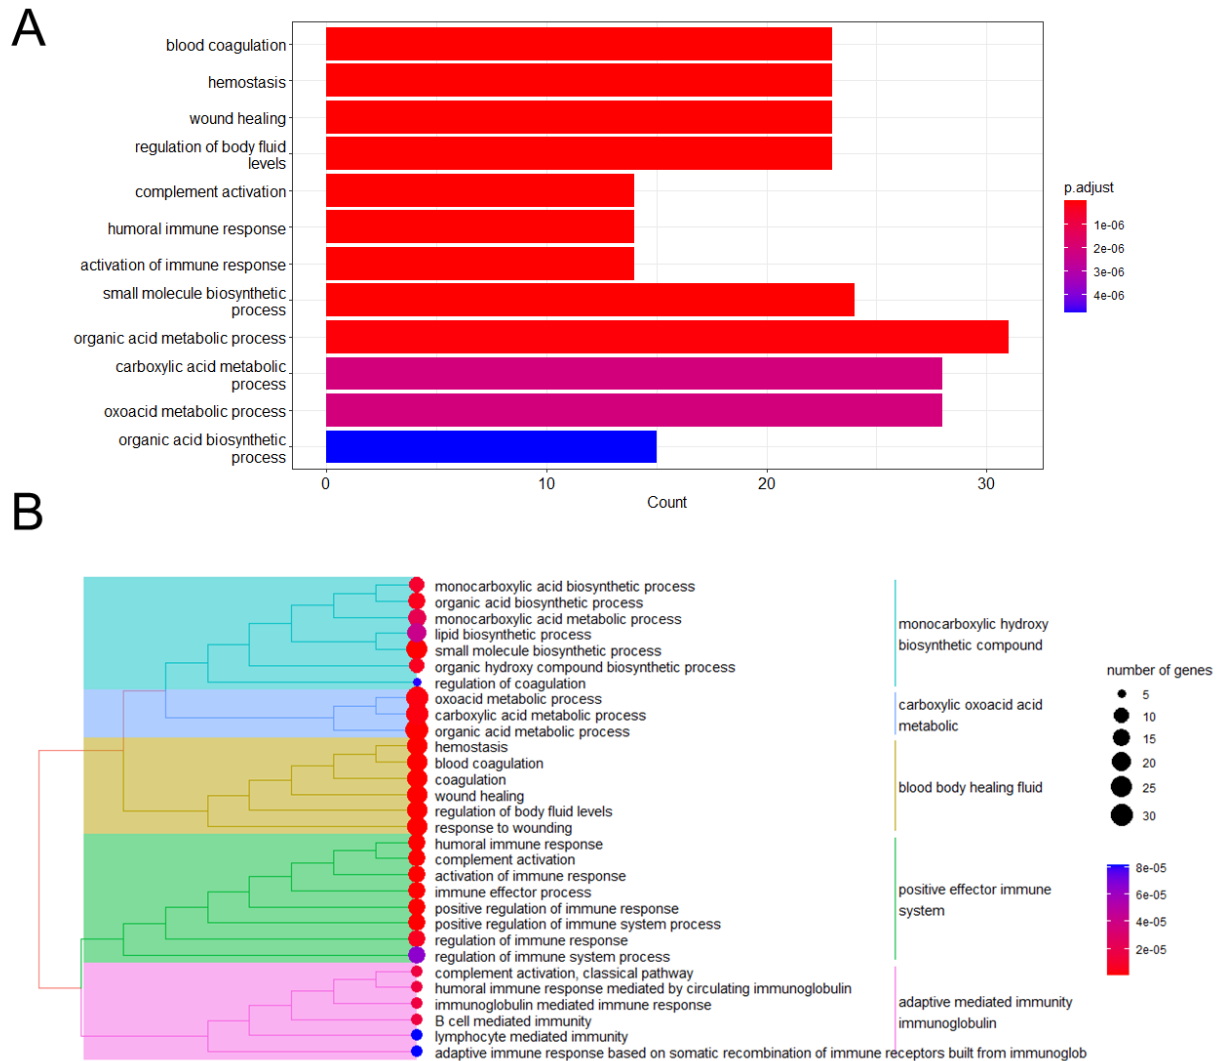 A
blood coagulation
hemostasis
wound healing
regulation of body fluid
levels
complement activation
humoral immune response
activation of immune response
small molecule biosynthetic
process
organic acid metabolic process
carboxylic acid metabolic
process
oxoacid metabolic process
organic acid biosynthetic
process
0 10 20 30
Count
p.adjust
1e-06
2e-06
3e-06
4e-06
B
monocarboxylic acid biosynthetic process
organic acid biosynthetic process
monocarboxylic acid metabolic process
lipid biosynthetic process
small molecule biosynthetic process
organic hydroxy compound biosynthetic process
regulation of coagulation
oxoacid metabolic process
carboxylic acid metabolic process
organic acid metabolic process
hemostasis
blood coagulation
coagulation
wound healing
regulation of body fluid levels
response to wounding
humoral immune response
complement activation
activation of immune response
immune effector process
positive regulation of immune response
positive regulation of immune system process
regulation of immune response
regulation of immune system process
complement activation, classical pathway
humoral immune response mediated by circulating immunoglobulin
immunoglobulin mediated immune response
B cell mediated immunity
lymphocyte mediated immunity
adaptive immune response based on somatic recombination of immune receptors built from immunoglob
monocarboxylic hydroxy
biosynthetic compound
carboxylic oxoacid acid
metabolic
blood body healing fluid
positive effector immune
system
adaptive mediated immunity
immunoglobulin
number of genes
5
10
15
20
25
30
8e-05
6e-05
4e-05
2e-05